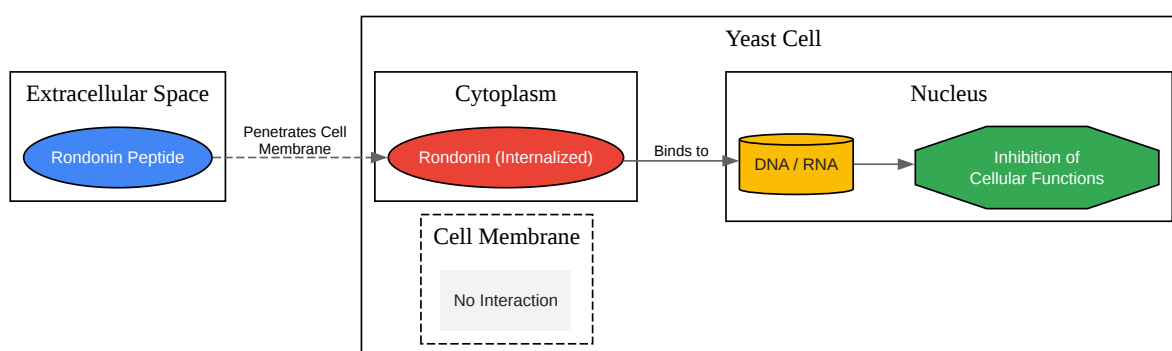 Yeast Cell
Extracellular Space
Cytoplasm
Nucleus
Rondonin Peptide
Penetrates Cell
Membrane
Rondonin (Internalized)
Binds to
DNA / RNA
Inhibition of
Cellular Functions
Cell Membrane
No Interaction